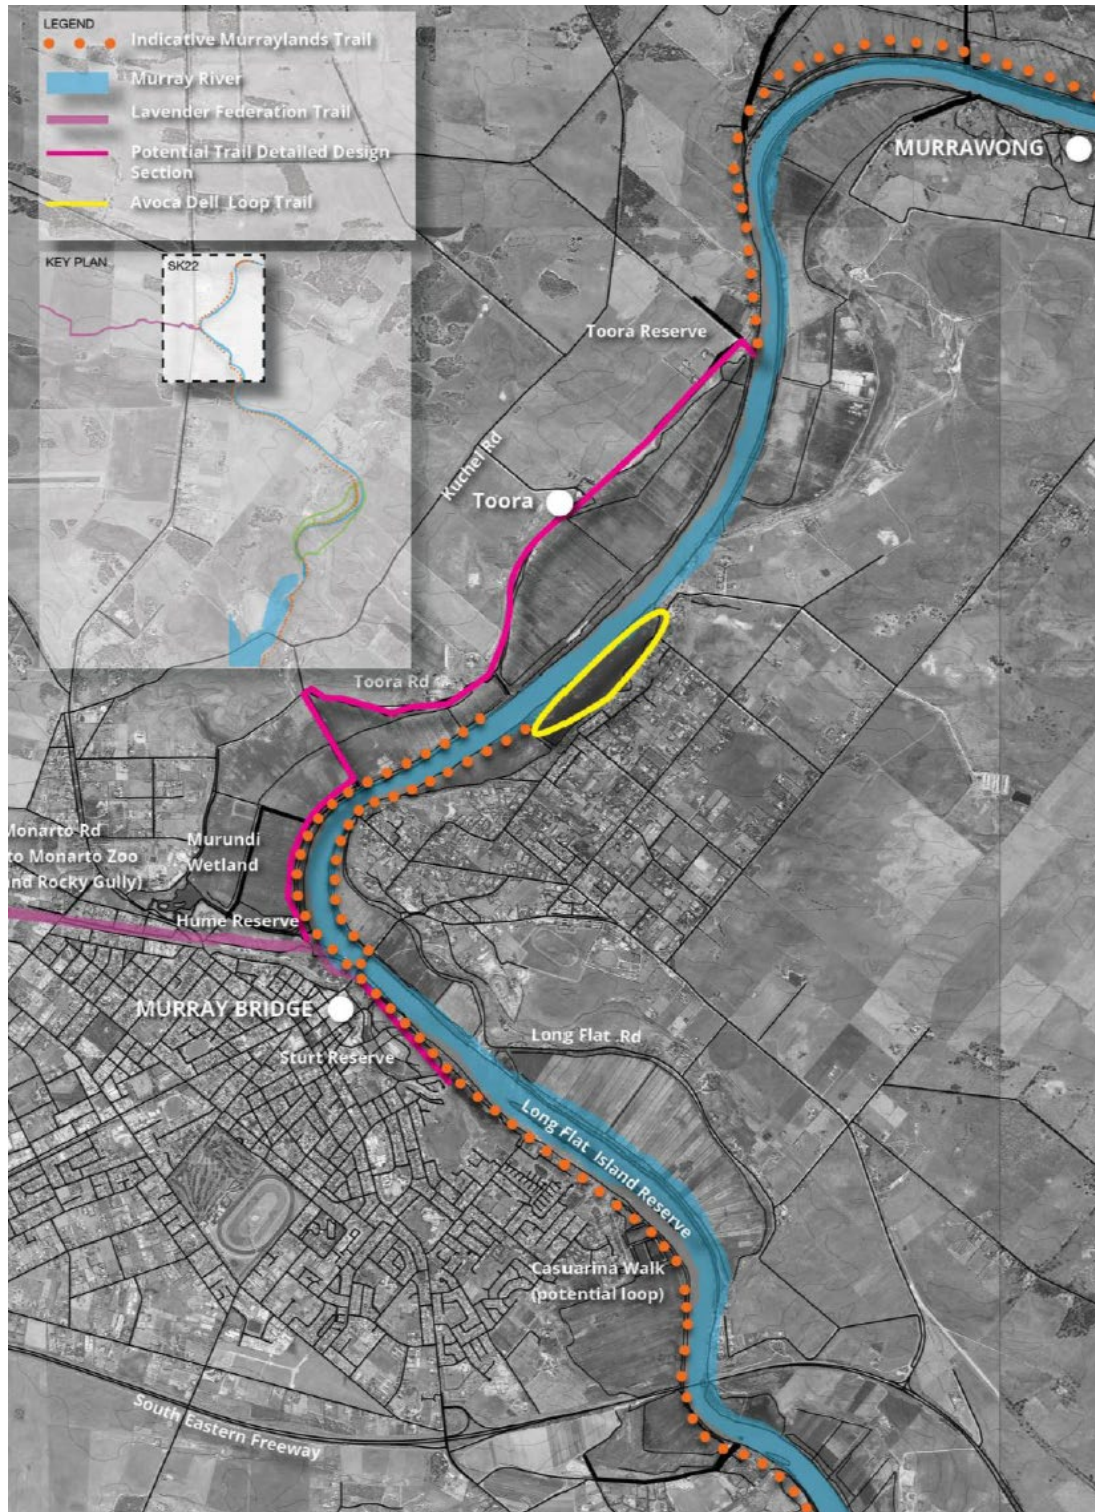 LEGEND
Indicative Murraylands Trail
Murray River
Lavender Federation Trail
Potential Trail Detailed Design
Section
Avoca Dell Loop Trail
KEY PLAN
SK22
MURRAWONG
Toora Reserve
Kuchel Rd
Toora
Toora Rd
Monarto Rd
to Monarto Zoo
and Rocky Gully)
Murundi
Wetland
Hume Reserve
MURRAY BRIDGE
Sturt Reserve
Long Flat Rd
Long Flat Island Reserve
Casuarina Walk
(potential loop)
South Eastern Freeway